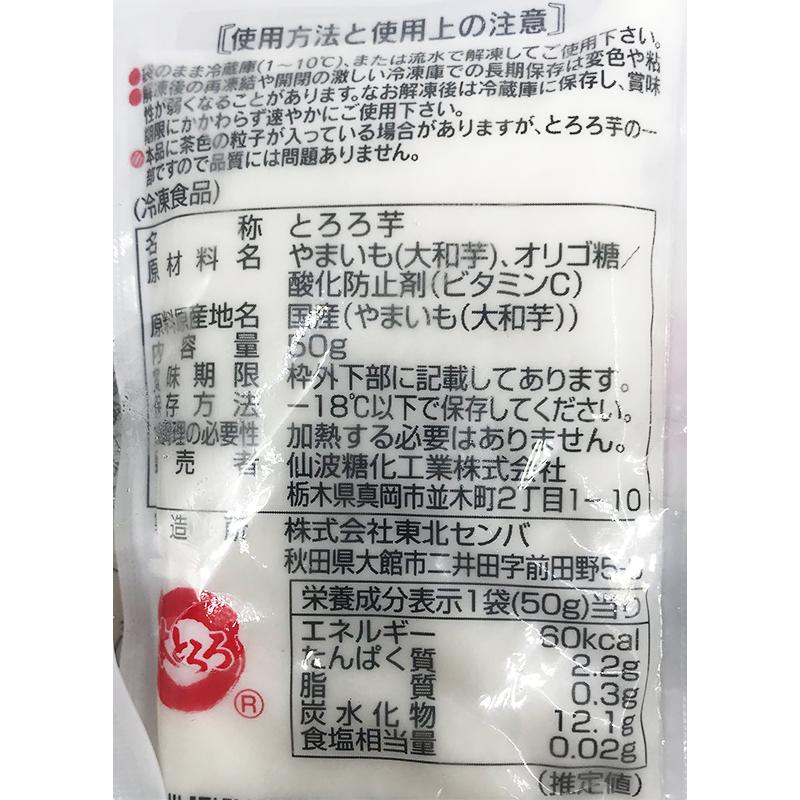 ［使用方法と使用上の注意］
●袋のまま冷蔵庫(1～10℃)、または流水で解凍してご使用下さい。
●解凍後の再凍結や開閉の激しい冷凍庫での長期保存は変色や粘
性が弱くなることがあります。なお解凍後は冷蔵庫に保存し、賞味
期限にかかわらず速やかにご使用下さい。
●本品に茶色の粒子が入っている場合がありますが、とろろ芋の一
部ですので品質には問題ありません。
(冷凍食品)
名称 とろろ芋
原材料名 やまいも(大和芋)、オリゴ糖/
酸化防止剤(ビタミンC)
原料原産地名 国産(やまいも(大和芋))
内容量 50g
賞味期限 枠外下部に記載してあります。
保存方法 −18℃以下で保存してください。
調理の必要性 加熱する必要はありません。
売者 仙波糖化工業株式会社
栃木県真岡市並木町2丁目1−10
造所 株式会社東北センバ
秋田県大館市二井田字前田野5-
栄養成分表示1袋(50g)当り
エネルギー 60kcal
たんぱく質 2.2g
脂質 0.3g
炭水化物 12.1g
食塩相当量 0.02g
(推定値)
とろろ
®